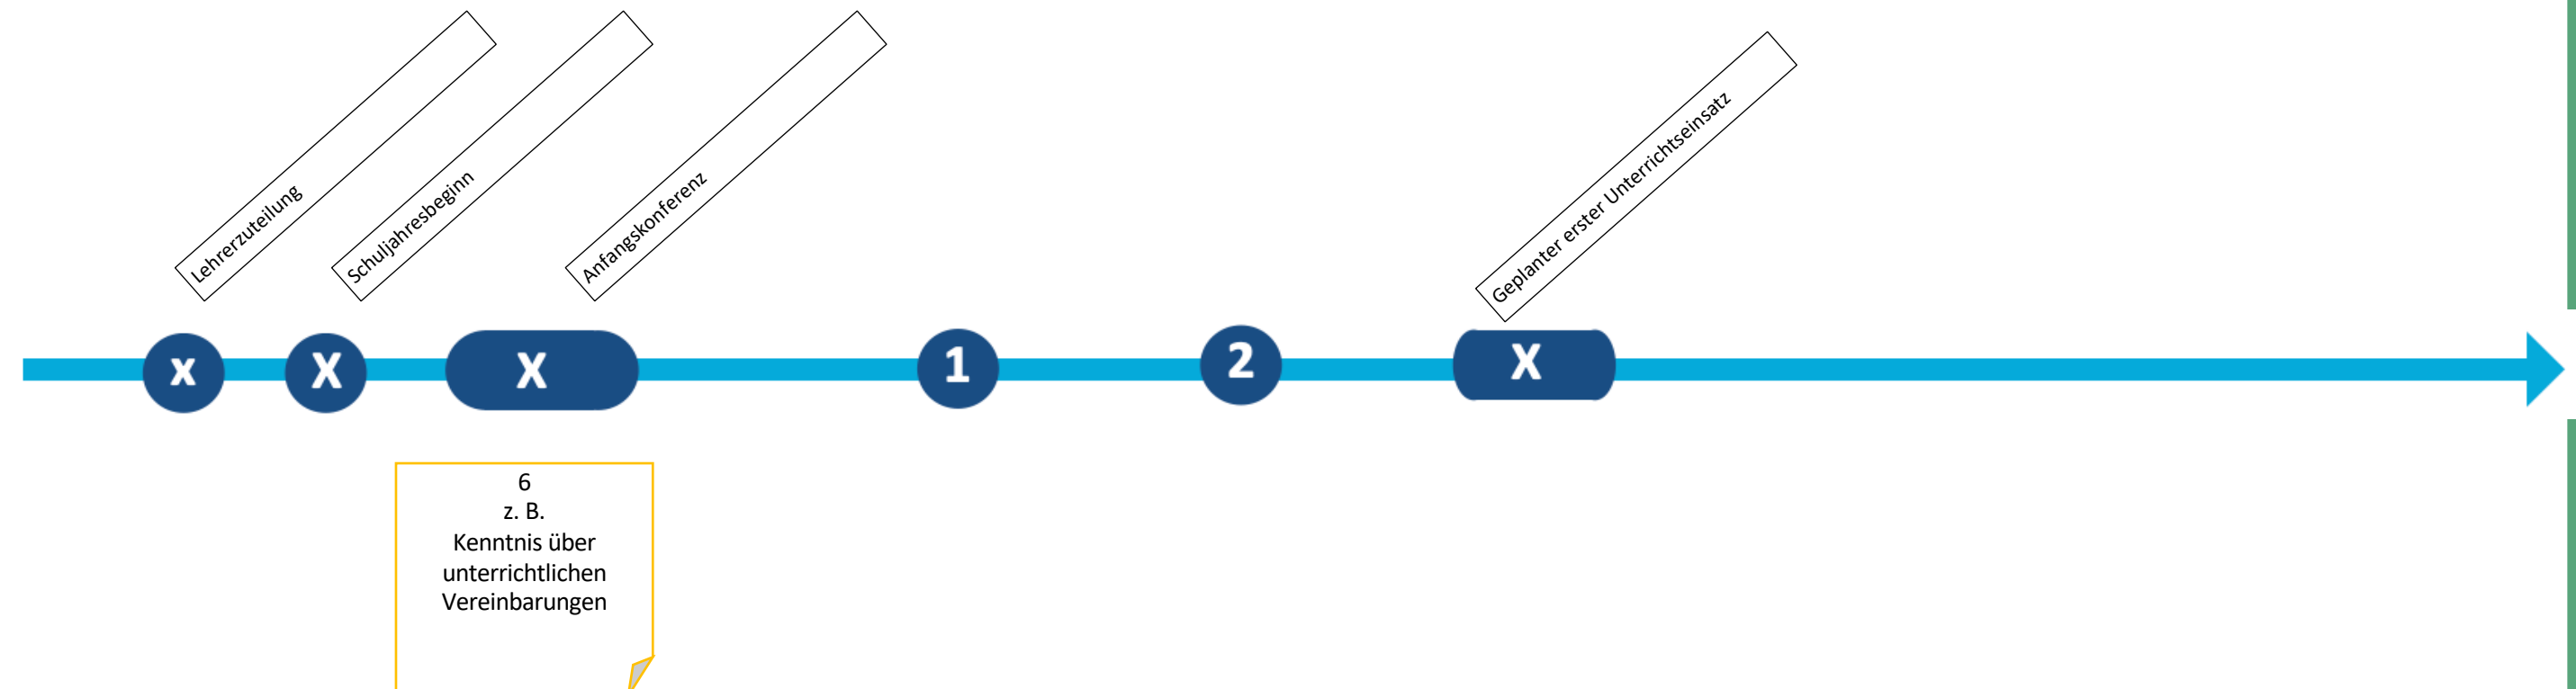 Lehrerzuteilung
Schuljahresbeginn
Anfangskonferenz
Geplanter erster Unterrichtseinsatz
x
X
X
1
2
X
6
z. B.
Kenntnis über
unterrichtlichen
Vereinbarungen